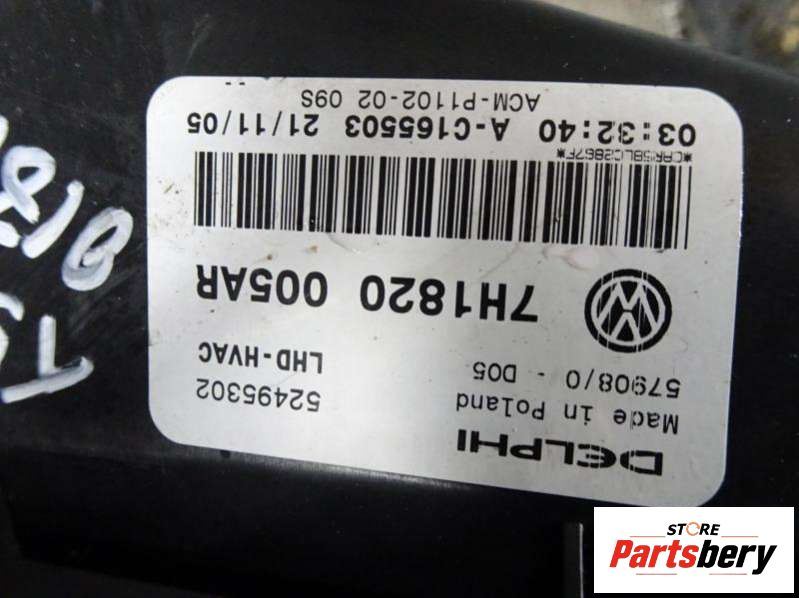 DELPHI
Made in Poland 52495302
57908/0 - D05 LHD-HVAC
7H1820 005AR
*CPR58LC2867F*
03:32:40 A-C165503 21/11/05
ACM-P1102-02 09S
STORE
Partsbery